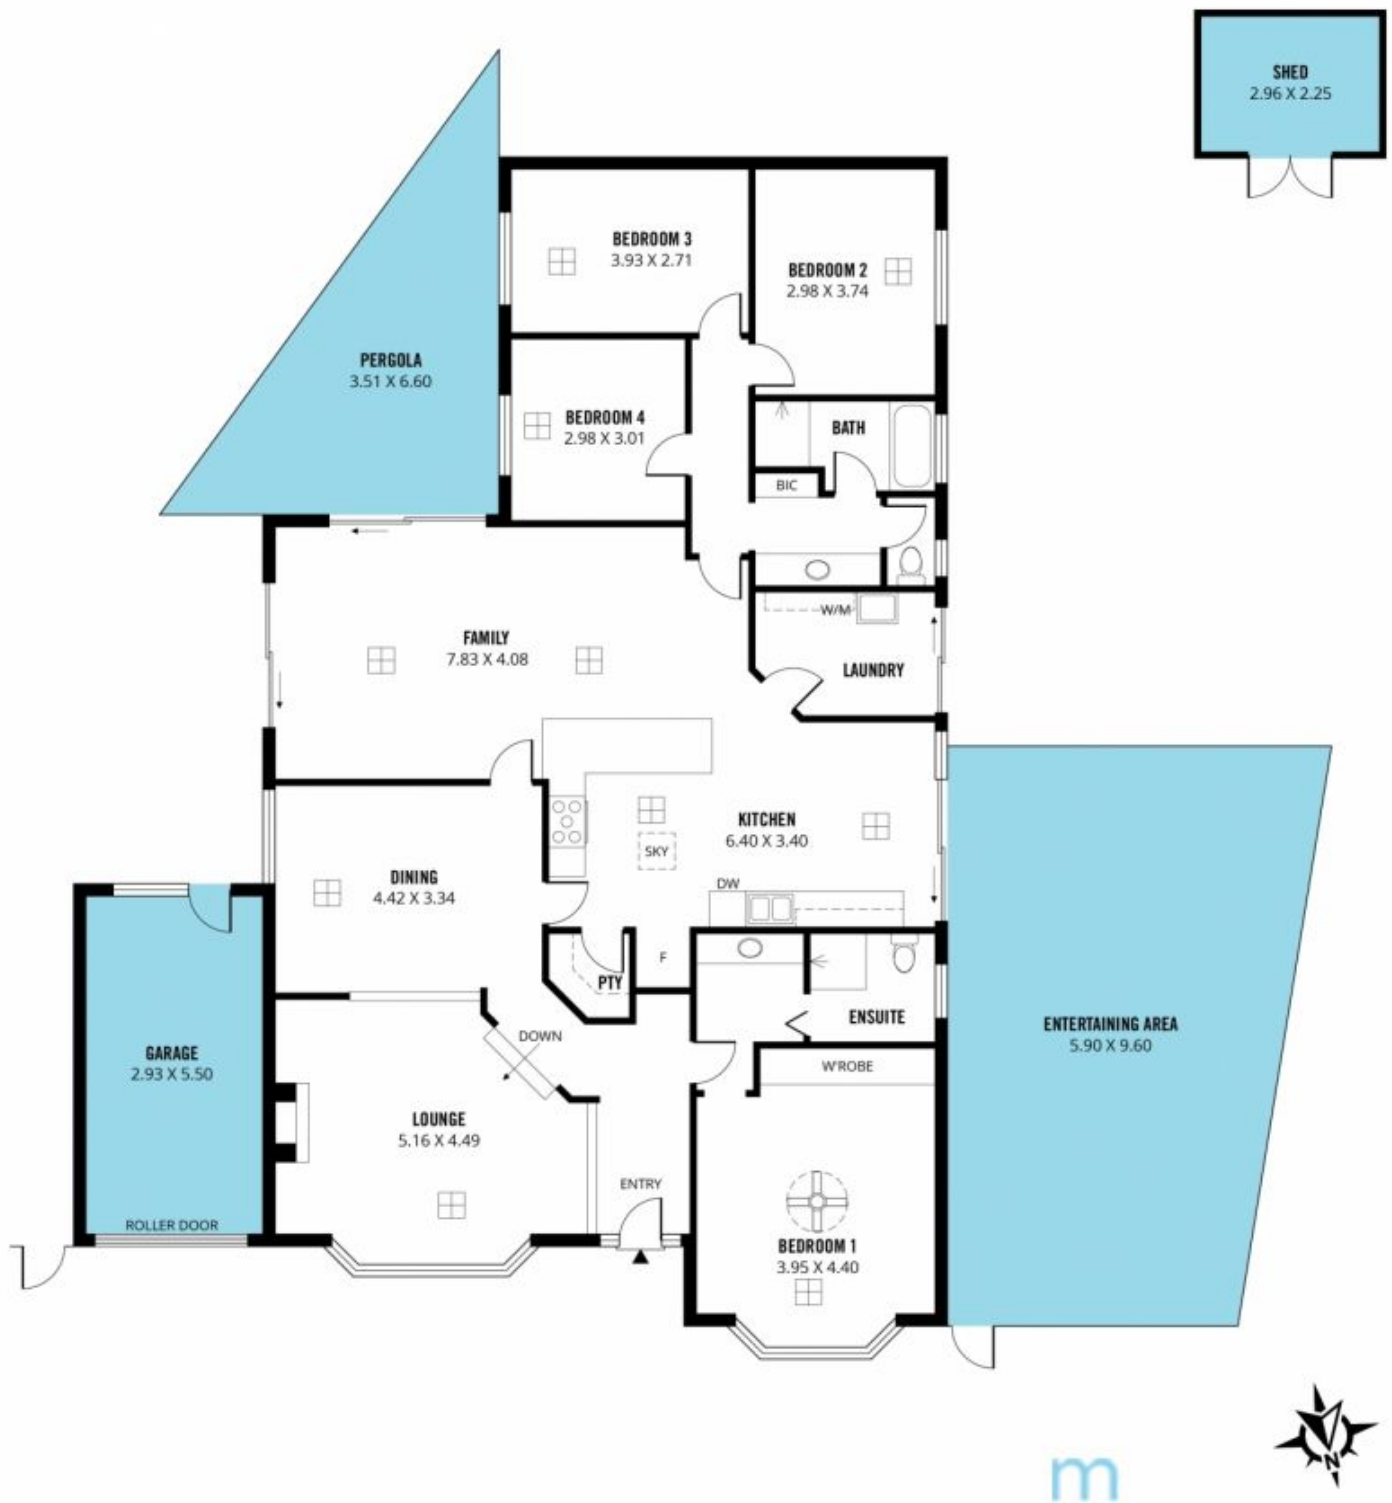 SHED
2.96 X 2.25
BEDROOM 3
3.93 X 2.71
BEDROOM 2
2.98 X 3.74
PERGOLA
3.51 X 6.60
BEDROOM 4
2.98 X 3.01
BATH
BIC
W/M
FAMILY
7.83 X 4.08
LAUNDRY
KITCHEN
6.40 X 3.40
SKY
DINING
4.42 X 3.34
DW
F
PTY
ENSUITE
ENTERTAINING AREA
5.90 X 9.60
DOWN
GARAGE
2.93 X 5.50
W'ROBE
LOUNGE
5.16 X 4.49
ENTRY
ROLLER DOOR
BEDROOM 1
3.95 X 4.40
N
m